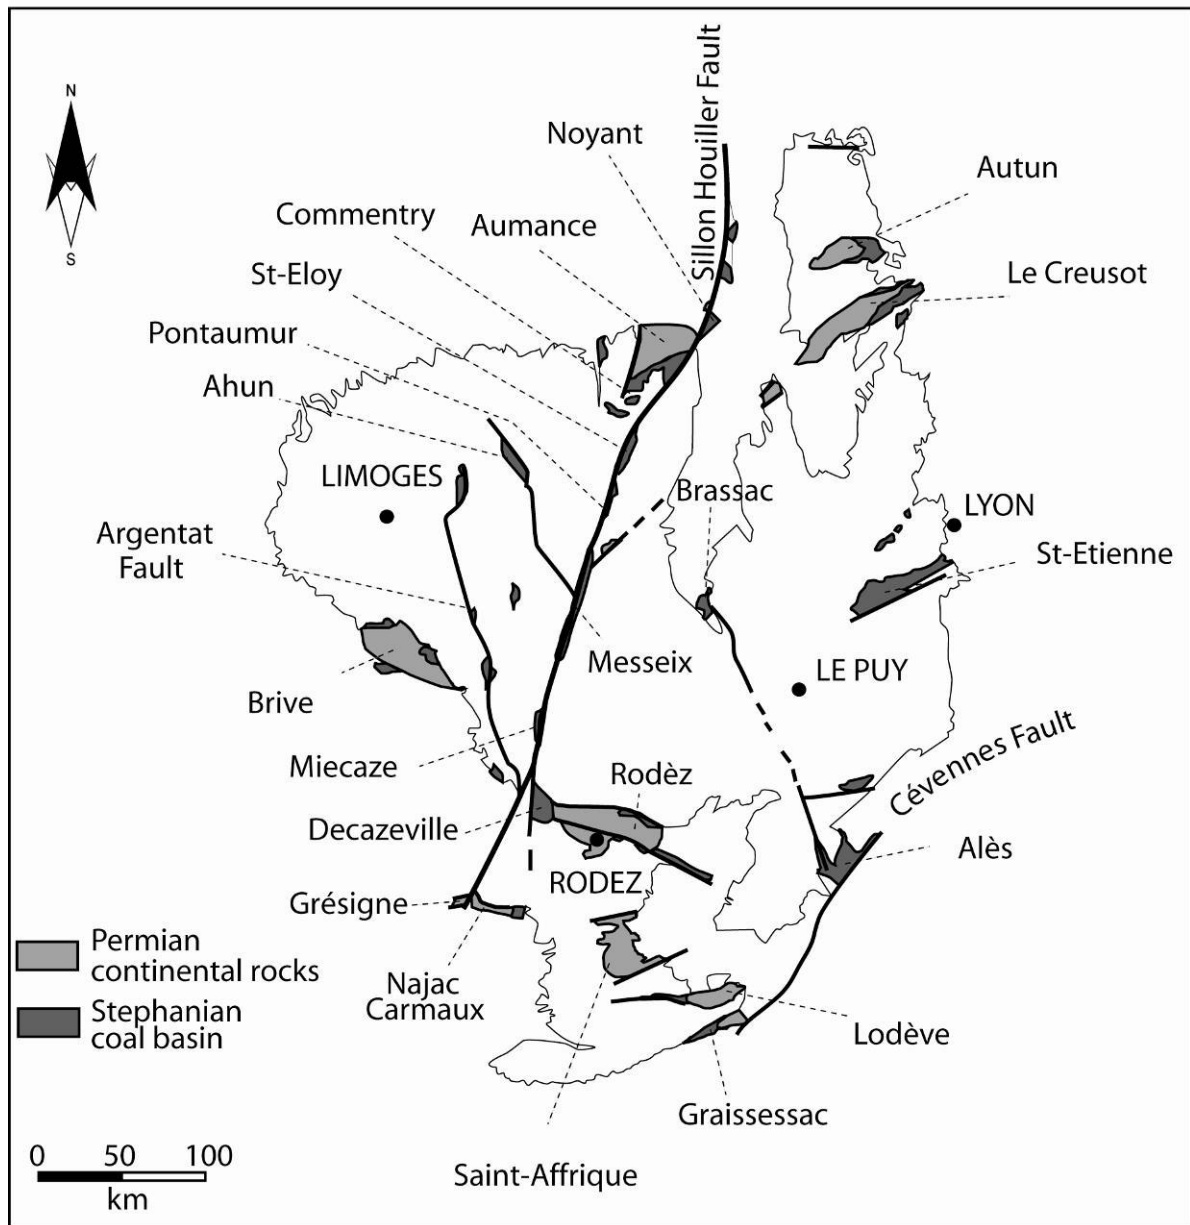 N
S
Sillon Houiller Fault
Noyant
Autun
Commentry
Aumance
St-Eloy
Le Creusot
Pontaumur
Ahun
LIMOGES
Brassac
LYON
Argentat
Fault
St-Etienne
Messeix
LE PUY
Brive
Miecaze
Rodèz
Cévennes Fault
Decazeville
Alès
RODEZ
Grésigne
Permian
continental rocks
Najac
Carmaux
Stephanian
coal basin
Lodève
Graissessac
Saint-Affrique
0 50 100
km